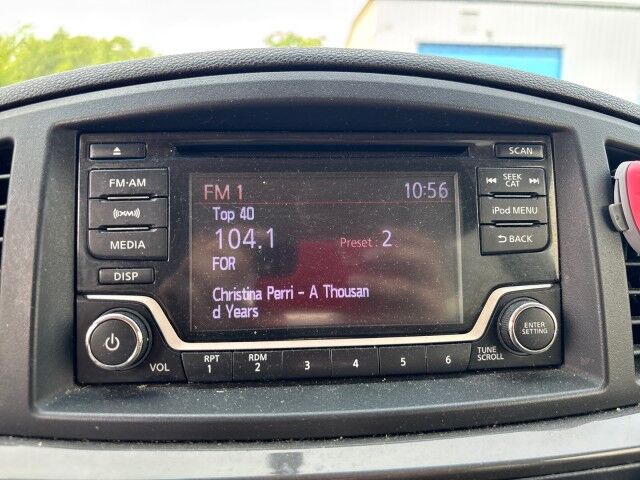 SCAN
FM·AM
SEEK
CAT
((XM))
iPod MENU
MEDIA
BACK
DISP
FM 1
10:56
Top 40
104.1
Preset : 2
FOR
Christina Perri - A Thousan
d Years
VOL
RPT
1
RDM
2
3
4
5
6
TUNE
SCROLL
ENTER
SETTING